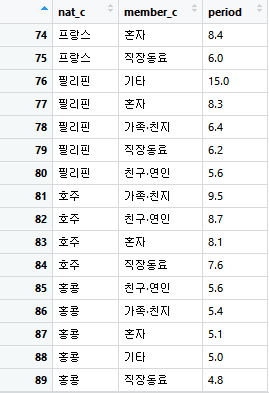 nat_c member_c period
74 프랑스 혼자 8.4
75 프랑스 직장동료 6.0
76 필리핀 기타 15.0
77 필리핀 혼자 8.3
78 필리핀 가족·친지 6.4
79 필리핀 직장동료 6.2
80 필리핀 친구·연인 5.6
81 호주 가족·친지 9.5
82 호주 친구·연인 8.7
83 호주 혼자 8.1
84 호주 직장동료 7.6
85 홍콩 친구·연인 5.6
86 홍콩 가족·친지 5.4
87 홍콩 혼자 5.1
88 홍콩 기타 5.0
89 홍콩 직장동료 4.8